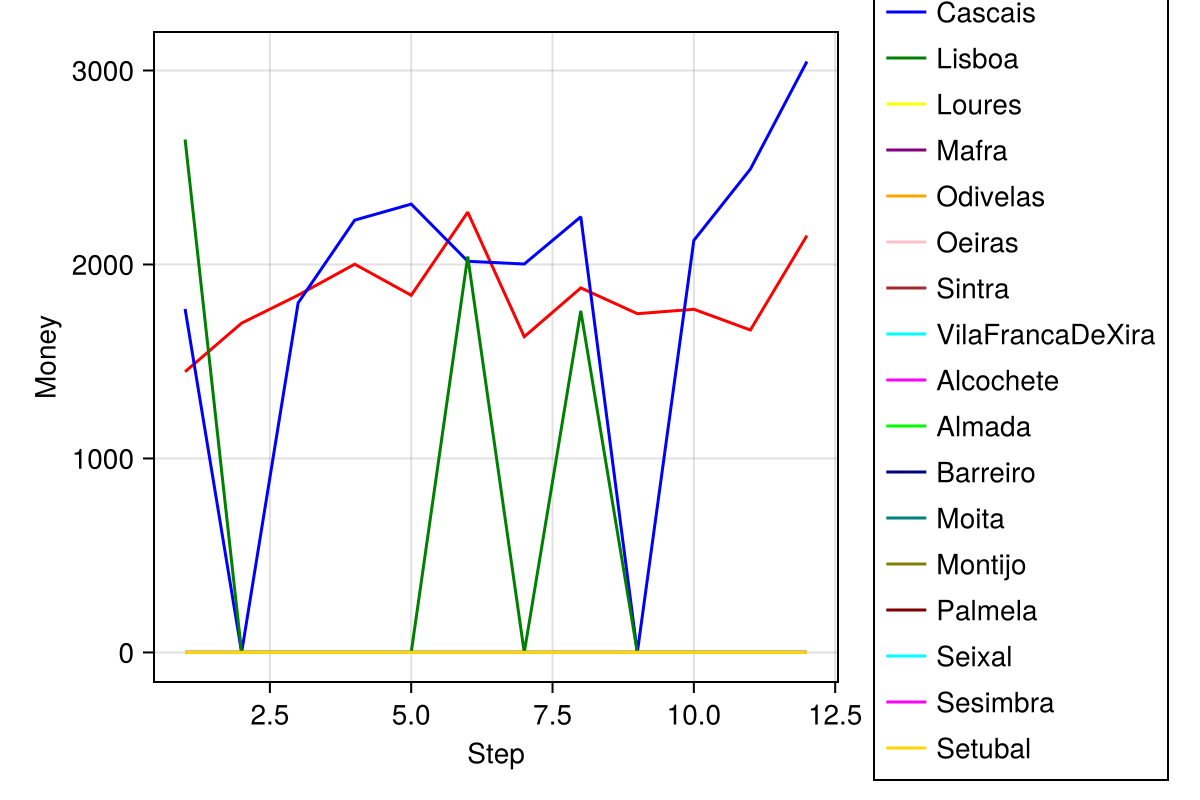 Money
3000
2000
1000
0
2.5 5.0 7.5 10.0 12.5
Step
Cascais
Lisboa
Loures
Mafra
Odivelas
Oeiras
Sintra
VilaFrancaDeXira
Alcochete
Almada
Barreiro
Moita
Montijo
Palmela
Seixal
Sesimbra
Setubal